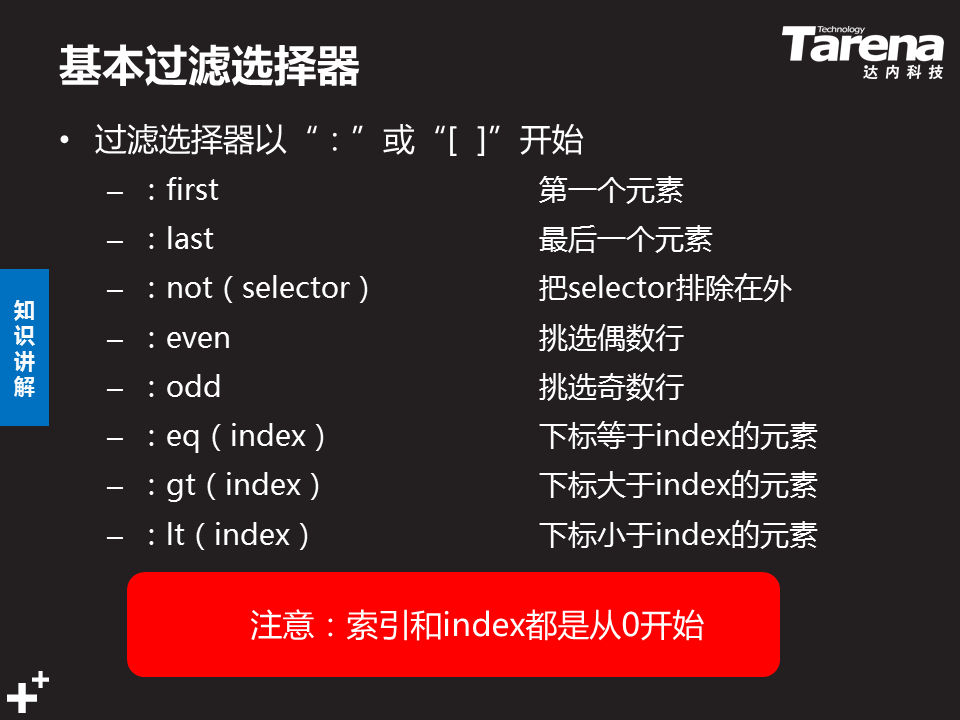 基本过滤选择器
Technology
Tarena
达内科技
• 过滤选择器以“：”或“[ ]”开始
– ：first 第一个元素
– ：last 最后一个元素
– ：not（selector） 把selector排除在外
– ：even 挑选偶数行
– ：odd 挑选奇数行
– ：eq（index） 下标等于index的元素
– ：gt（index） 下标大于index的元素
– ：lt（index） 下标小于index的元素
知识讲解
注意：索引和index都是从0开始